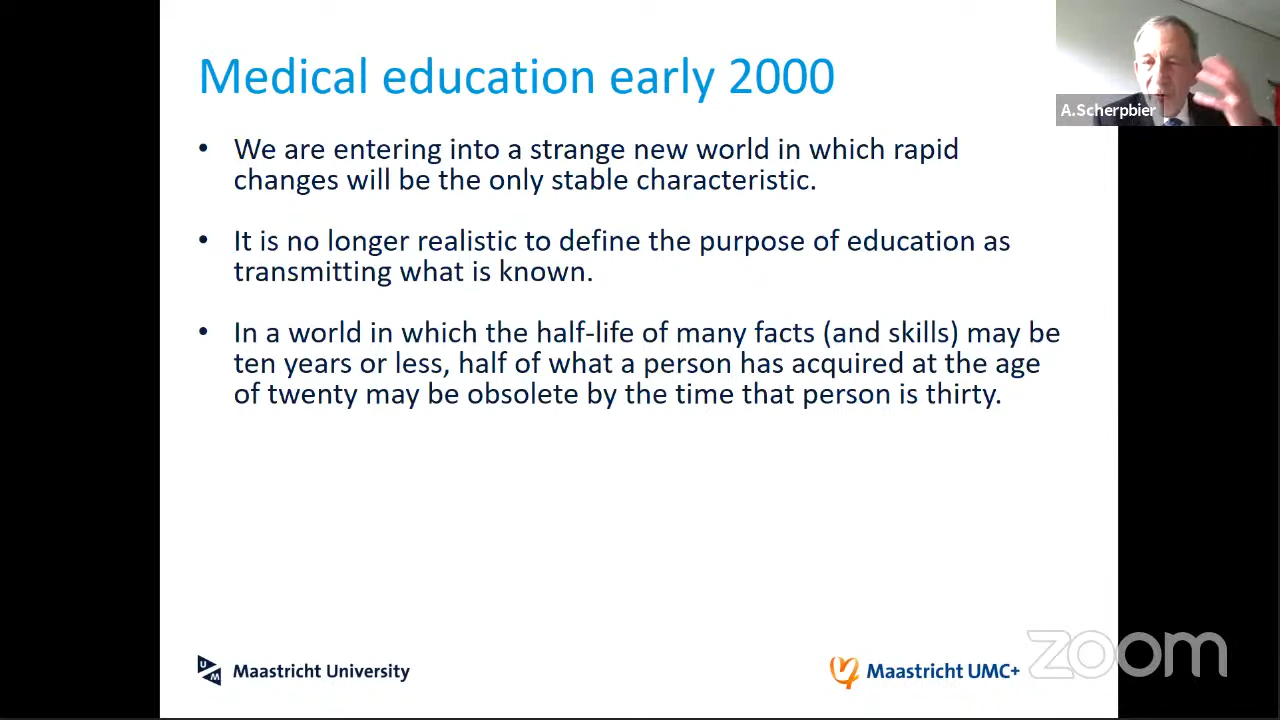 Medical education early 2000
A.Scherpbier
• We are entering into a strange new world in which rapid
changes will be the only stable characteristic.
• It is no longer realistic to define the purpose of education as
transmitting what is known.
• In a world in which the half-life of many facts (and skills) may be
ten years or less, half of what a person has acquired at the age
of twenty may be obsolete by the time that person is thirty.
UM Maastricht University
Maastricht UMC+
zoom